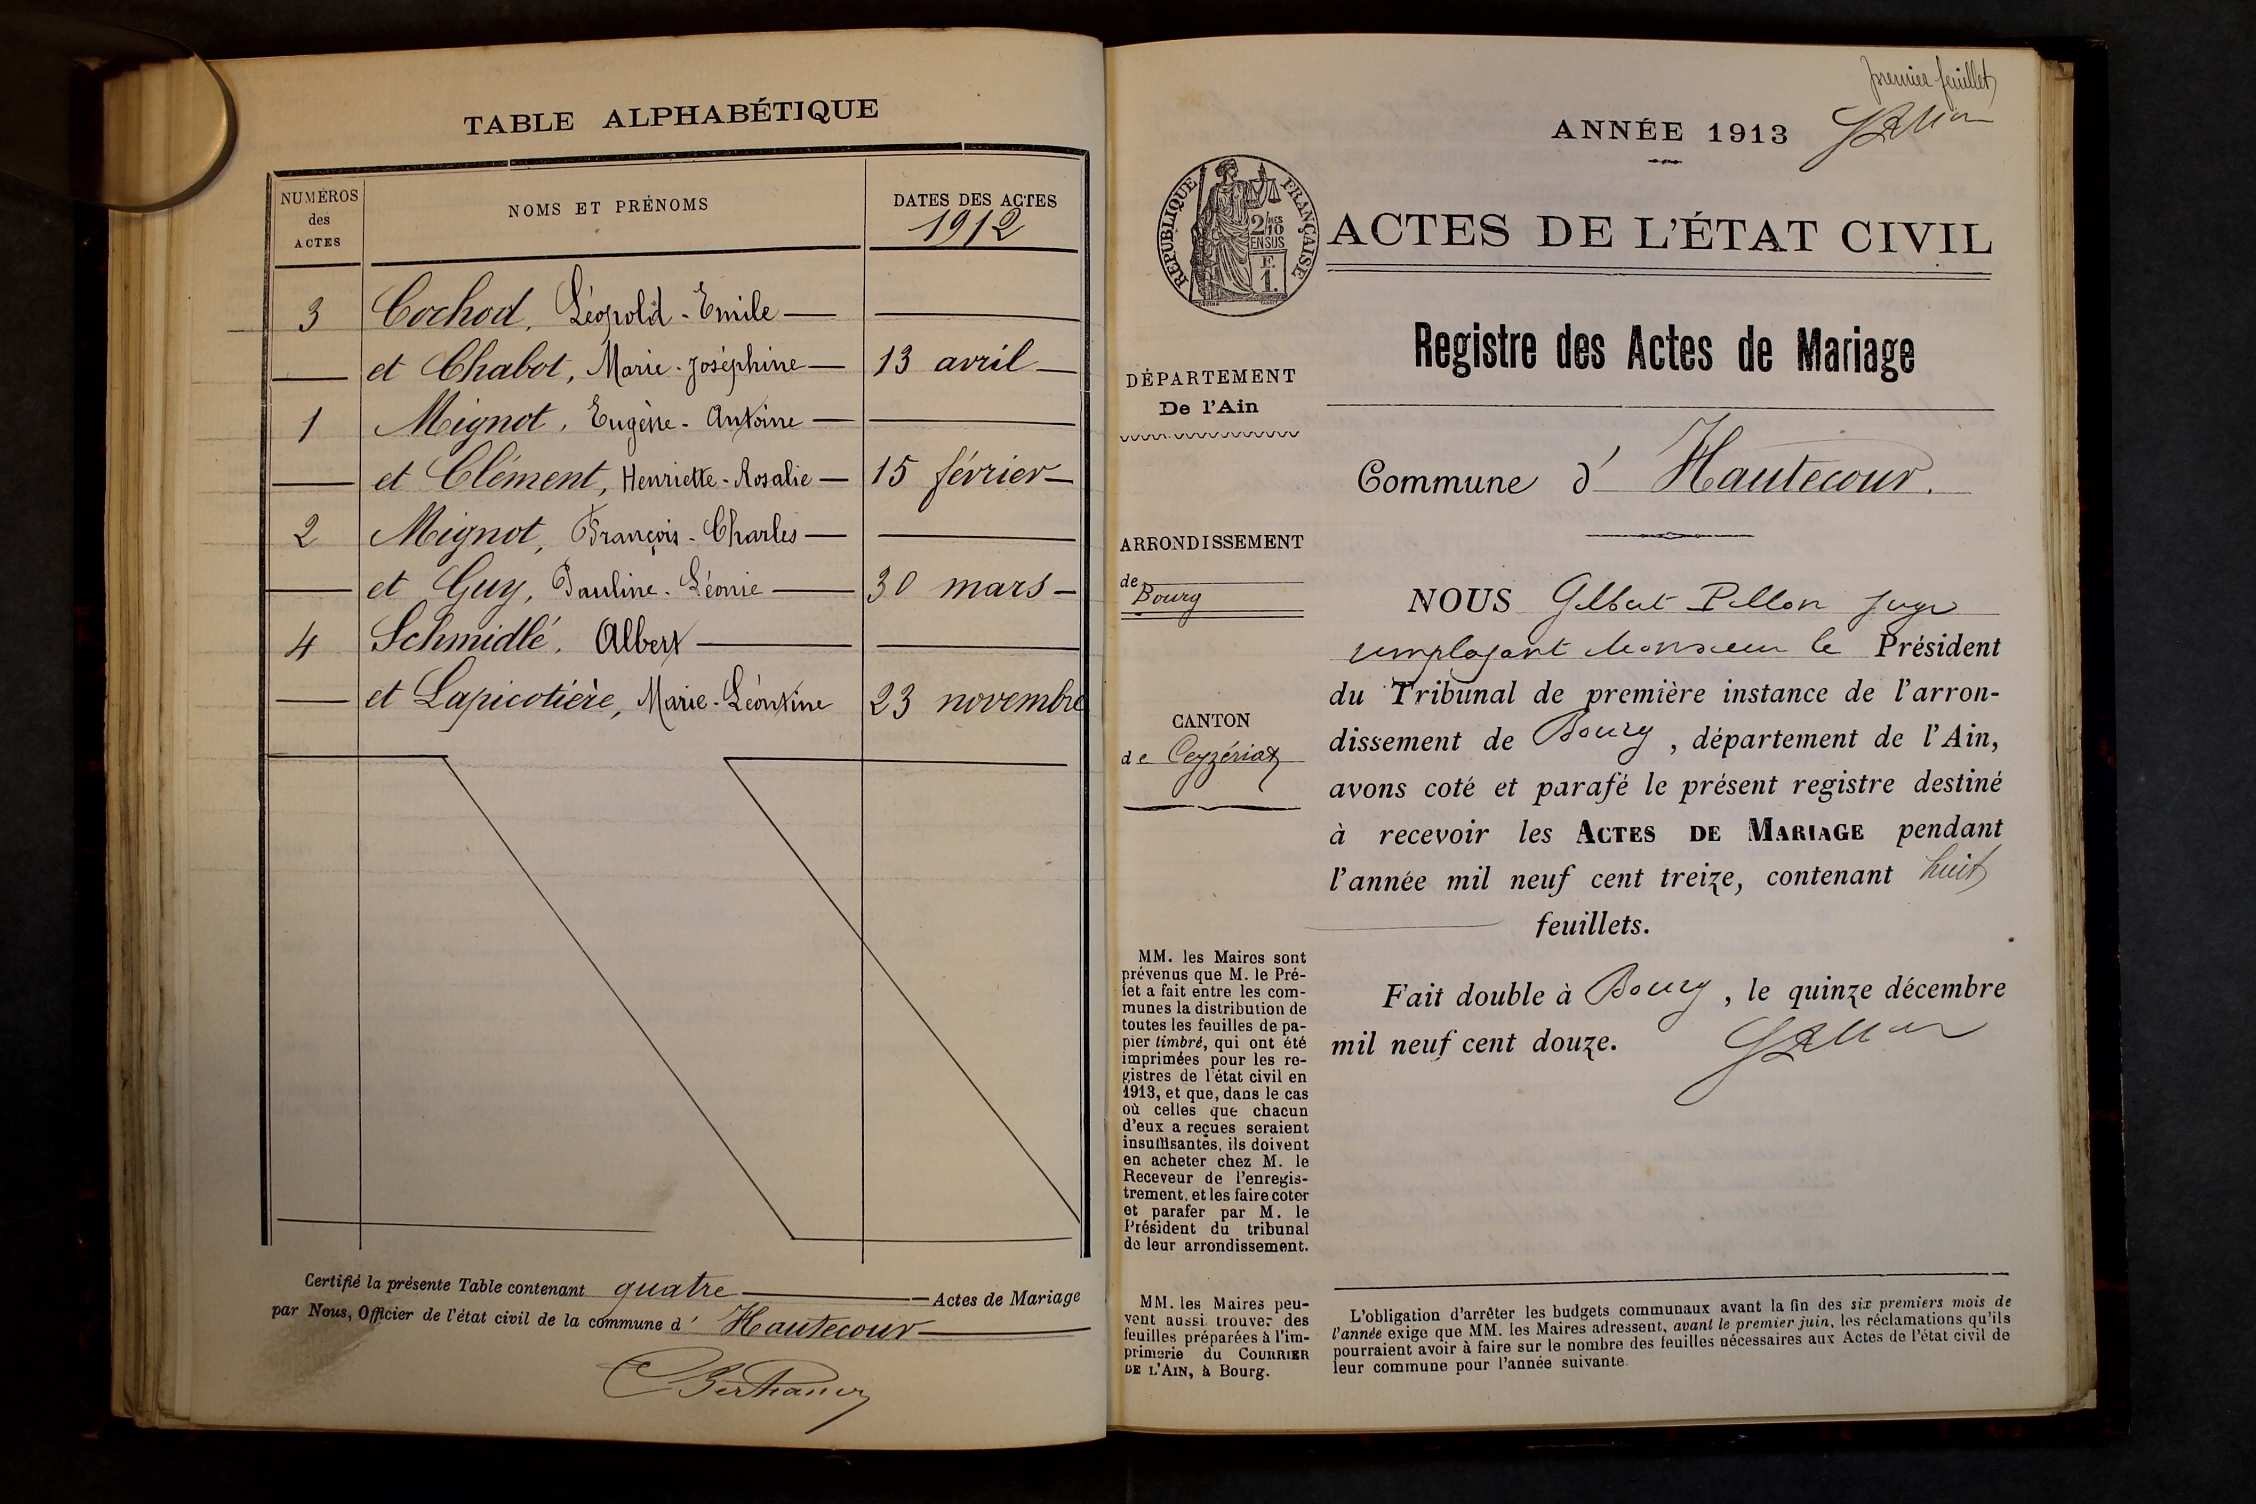 TABLE ALPHABÉTIQUE
NUMÉROS des ACTES
NOMS ET PRÉNOMS
DATES DES ACTES
1912
3 Cochod, Léopold - Emile
et Chabot, Marie - Joséphine 13 avril
1 Mignot, Eugène - Antoine
et Clément, Henriette - Rosalie 15 février
2 Mignot, François - Charles
et Guy, Pauline - Léonie 30 mars
4 Schmidlé, Albert
et Lapicotière, Marie - Léontine 23 novembre
Certifié la présente Table contenant quatre Actes de Mariage
par Nous, Officier de l'état civil de la commune d' Hautecour
premier feuillet
ANNÉE 1913
RÉPUBLIQUE FRANÇAISE
2/10
EN SUS
F.
1.
ACTES DE L'ÉTAT CIVIL
Registre des Actes de Mariage
DÉPARTEMENT
De l'Ain
Commune d' Hautecour.
ARRONDISSEMENT
de Bourg
CANTON
de Ceyzériat
NOUS Gilbert Pillon juge
remplaçant Monsieur le Président
du Tribunal de première instance de l'arron-
dissement de Bourg, département de l'Ain,
avons coté et parafé le présent registre destiné
à recevoir les ACTES DE MARIAGE pendant
l'année mil neuf cent treize, contenant huit
feuillets.
Fait double à Bourg, le quinze décembre
mil neuf cent douze.
MM. les Maires sont
prévenus que M. le Pré-
fet a fait entre les com-
munes la distribution de
toutes les feuilles de pa-
pier timbré, qui ont été
imprimées pour les re-
gistres de l'état civil en
1913, et que, dans le cas
où celles que chacun
d'eux a reçues seraient
insuffisantes, ils doivent
en acheter chez M. le
Receveur de l'enregis-
trement, et les faire coter
et parafer par M. le
Président du tribunal
de leur arrondissement.
MM. les Maires peu-
vent aussi trouver des
feuilles préparées à l'im-
primerie du COURRIER
DE L'AIN, à Bourg.
L'obligation d'arrêter les budgets communaux avant la fin des six premiers mois de
l'année exige que MM. les Maires adressent, avant le premier juin, les réclamations qu'ils
pourraient avoir à faire sur le nombre des feuilles nécessaires aux Actes de l'état civil de
leur commune pour l'année suivante.